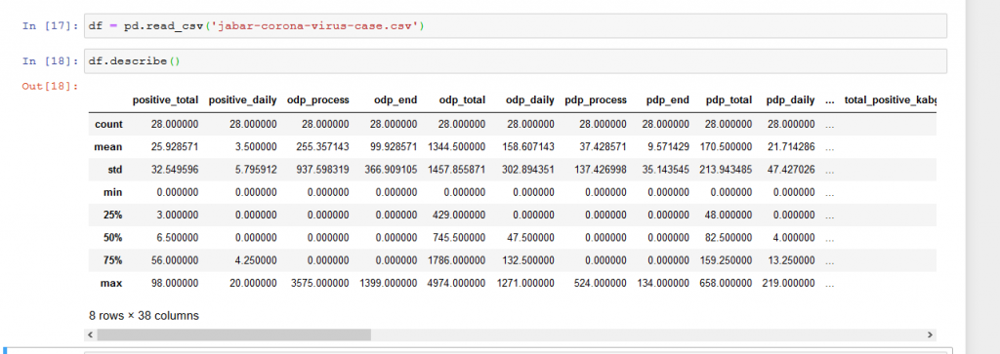 In [17]: df = pd.read_csv('jabar-corona-virus-case.csv')
In [18]: df.describe()
Out[18]:
positive_total positive_daily odp_process odp_end odp_total odp_daily pdp_process pdp_end pdp_total pdp_daily ... total_positive_kabg
count 28.000000 28.000000 28.000000 28.000000 28.000000 28.000000 28.000000 28.000000 28.000000 28.000000 ...
mean 25.928571 3.500000 255.357143 99.928571 1344.500000 158.607143 37.428571 9.571429 170.500000 21.714286 ...
std 32.549596 5.795912 937.598319 366.909105 1457.855871 302.894351 137.426998 35.143545 213.943485 47.427026 ...
min 0.000000 0.000000 0.000000 0.000000 0.000000 0.000000 0.000000 0.000000 0.000000 0.000000 ...
25% 3.000000 0.000000 0.000000 0.000000 429.000000 0.000000 0.000000 0.000000 48.000000 0.000000 ...
50% 6.500000 0.000000 0.000000 0.000000 745.500000 47.500000 0.000000 0.000000 82.500000 4.000000 ...
75% 56.000000 4.250000 0.000000 0.000000 1786.000000 132.500000 0.000000 0.000000 159.250000 13.250000 ...
max 98.000000 20.000000 3575.000000 1399.000000 4974.000000 1271.000000 524.000000 134.000000 658.000000 219.000000 ...
8 rows × 38 columns